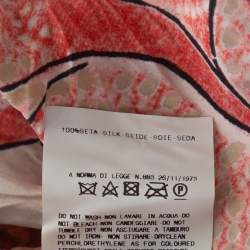 100%SETA-SILK-SEIDE-SOIE-SEDA
A NORMA DI LEGGE N.883 26/11/1973
DO NOT WASH-NON LAVARE IN ACQUA DO
NOT BLEACH-NON CANDEGGIARE-DO NOT
TUMBLE DRY-NON ASCIUGARE A TAMBURO
DO NOT IRON- NON STIRARE-DRYCLEAN
PERCHLORETHYLENE AS FOR COLOURED